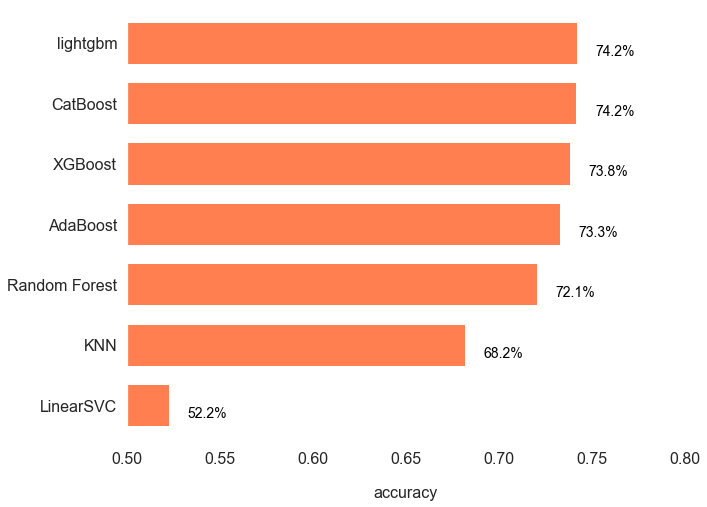 lightgbm 74.2%
CatBoost 74.2%
XGBoost 73.8%
AdaBoost 73.3%
Random Forest 72.1%
KNN 68.2%
LinearSVC 52.2%
0.50 0.55 0.60 0.65 0.70 0.75 0.80
accuracy